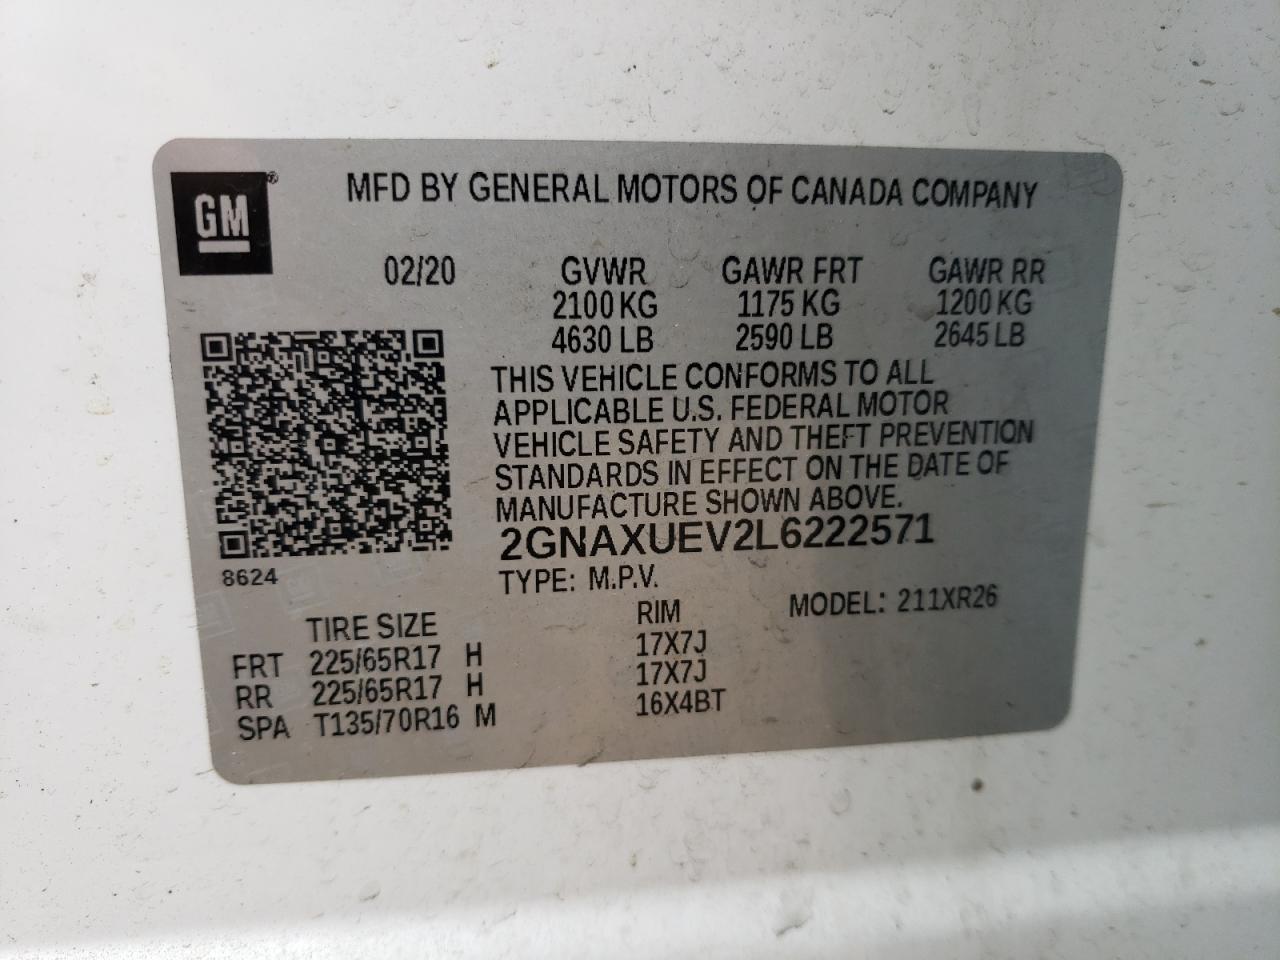 GM®
MFD BY GENERAL MOTORS OF CANADA COMPANY
02/20 GVWR GAWR FRT GAWR RR
2100 KG 1175 KG 1200 KG
4630 LB 2590 LB 2645 LB
THIS VEHICLE CONFORMS TO ALL
APPLICABLE U.S. FEDERAL MOTOR
VEHICLE SAFETY AND THEFT PREVENTION
STANDARDS IN EFFECT ON THE DATE OF
MANUFACTURE SHOWN ABOVE.
2GNAXUEV2L6222571
8624
TYPE: M.P.V.
MODEL: 211XR26
TIRE SIZE RIM
FRT 225/65R17 H 17X7J
RR 225/65R17 H 17X7J
SPA T135/70R16 M 16X4BT